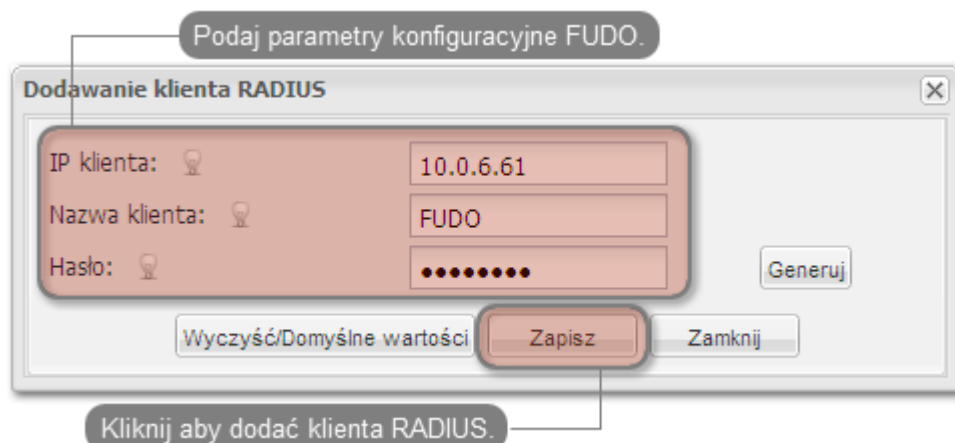 Podaj parametry konfiguracyjne FUDO.
Dodawanie klienta RADIUS
IP klienta: 10.0.6.61
Nazwa klienta: FUDO
Hasło: ●●●●●●●● Generuj
Wyczyść/Domyślne wartości Zapisz Zamknij
Kliknij aby dodać klienta RADIUS.